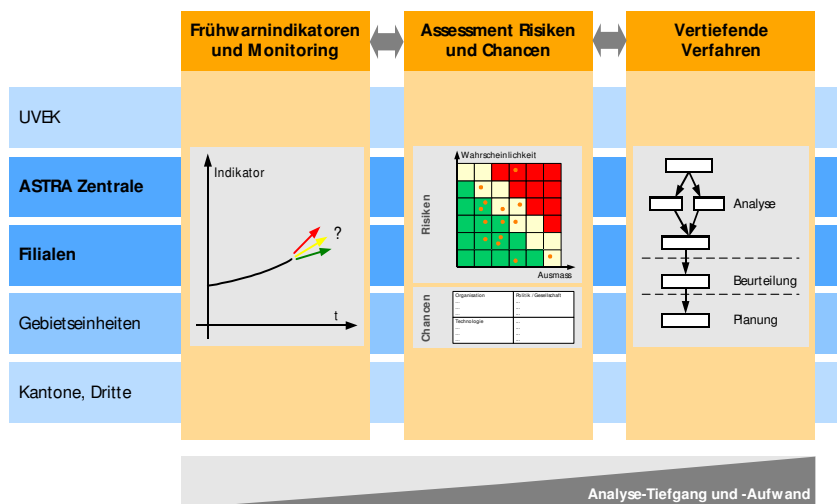 Frühwarnindikatoren
und Monitoring
Assessment Risiken
und Chancen
Vertiefende
Verfahren
UVEK
ASTRA Zentrale
Filialen
Gebietseinheiten
Kantone, Dritte
Indikator
?
t
Wahrscheinlichkeit
Risiken
Ausmass
Chancen
Organisation
...
...
...
Politik / Gesellschaft
...
...
...
Technologie
...
...
...
...
...
...
...
Analyse
Beurteilung
Planung
Analyse-Tiefgang und -Aufwand